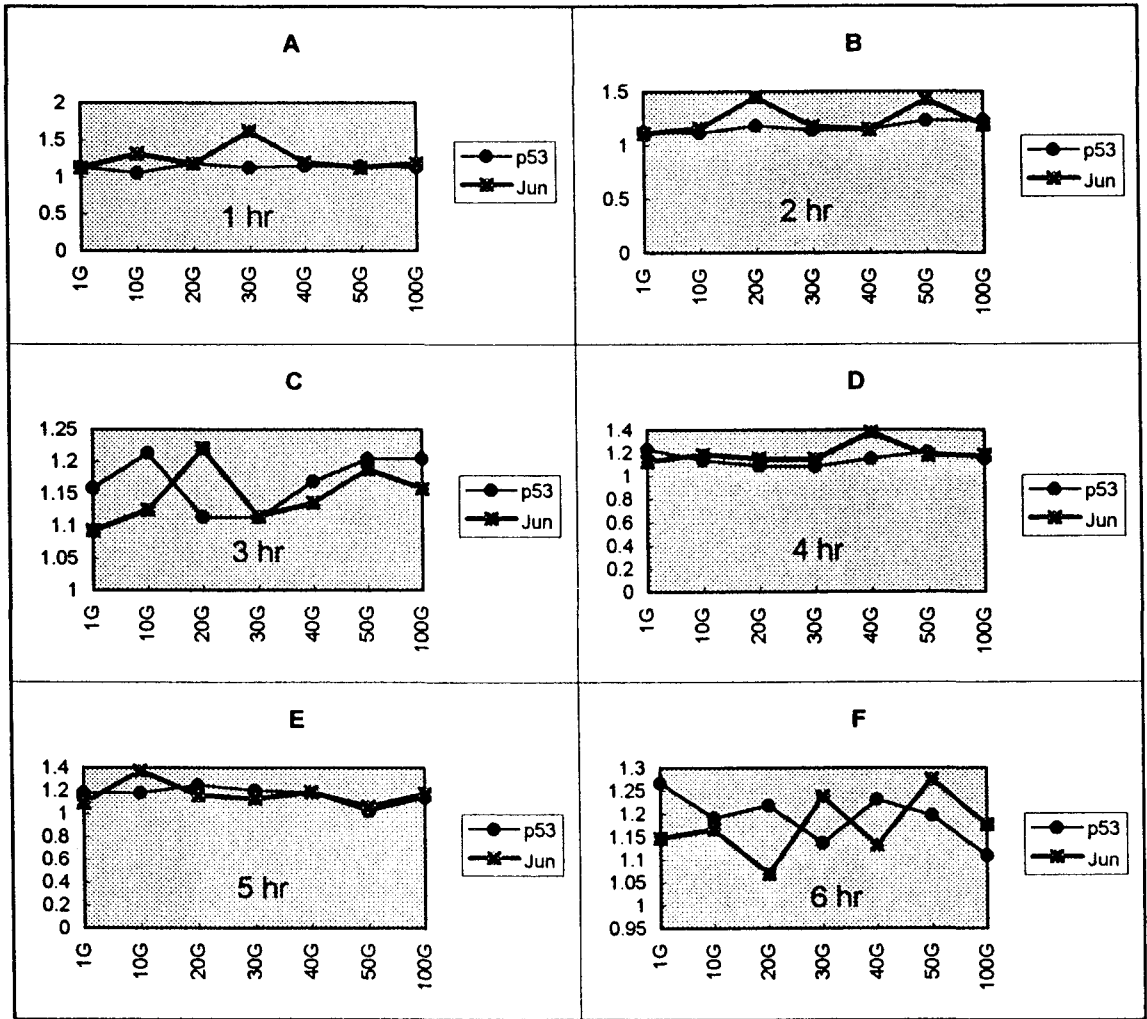 A
2
1.5
1
0.5
0
1 hr
1G
10G
20G
30G
40G
50G
100G
p53
Jun
B
1.5
1
0.5
0
2 hr
1G
10G
20G
30G
40G
50G
100G
p53
Jun
C
1.25
1.2
1.15
1.1
1.05
1
3 hr
1G
10G
20G
30G
40G
50G
100G
p53
Jun
D
1.4
1.2
1
0.8
0.6
0.4
0.2
0
4 hr
1G
10G
20G
30G
40G
50G
100G
p53
Jun
E
1.4
1.2
1
0.8
0.6
0.4
0.2
0
5 hr
1G
10G
20G
30G
40G
50G
100G
p53
Jun
F
1.3
1.25
1.2
1.15
1.1
1.05
1
0.95
6 hr
1G
10G
20G
30G
40G
50G
100G
p53
Jun